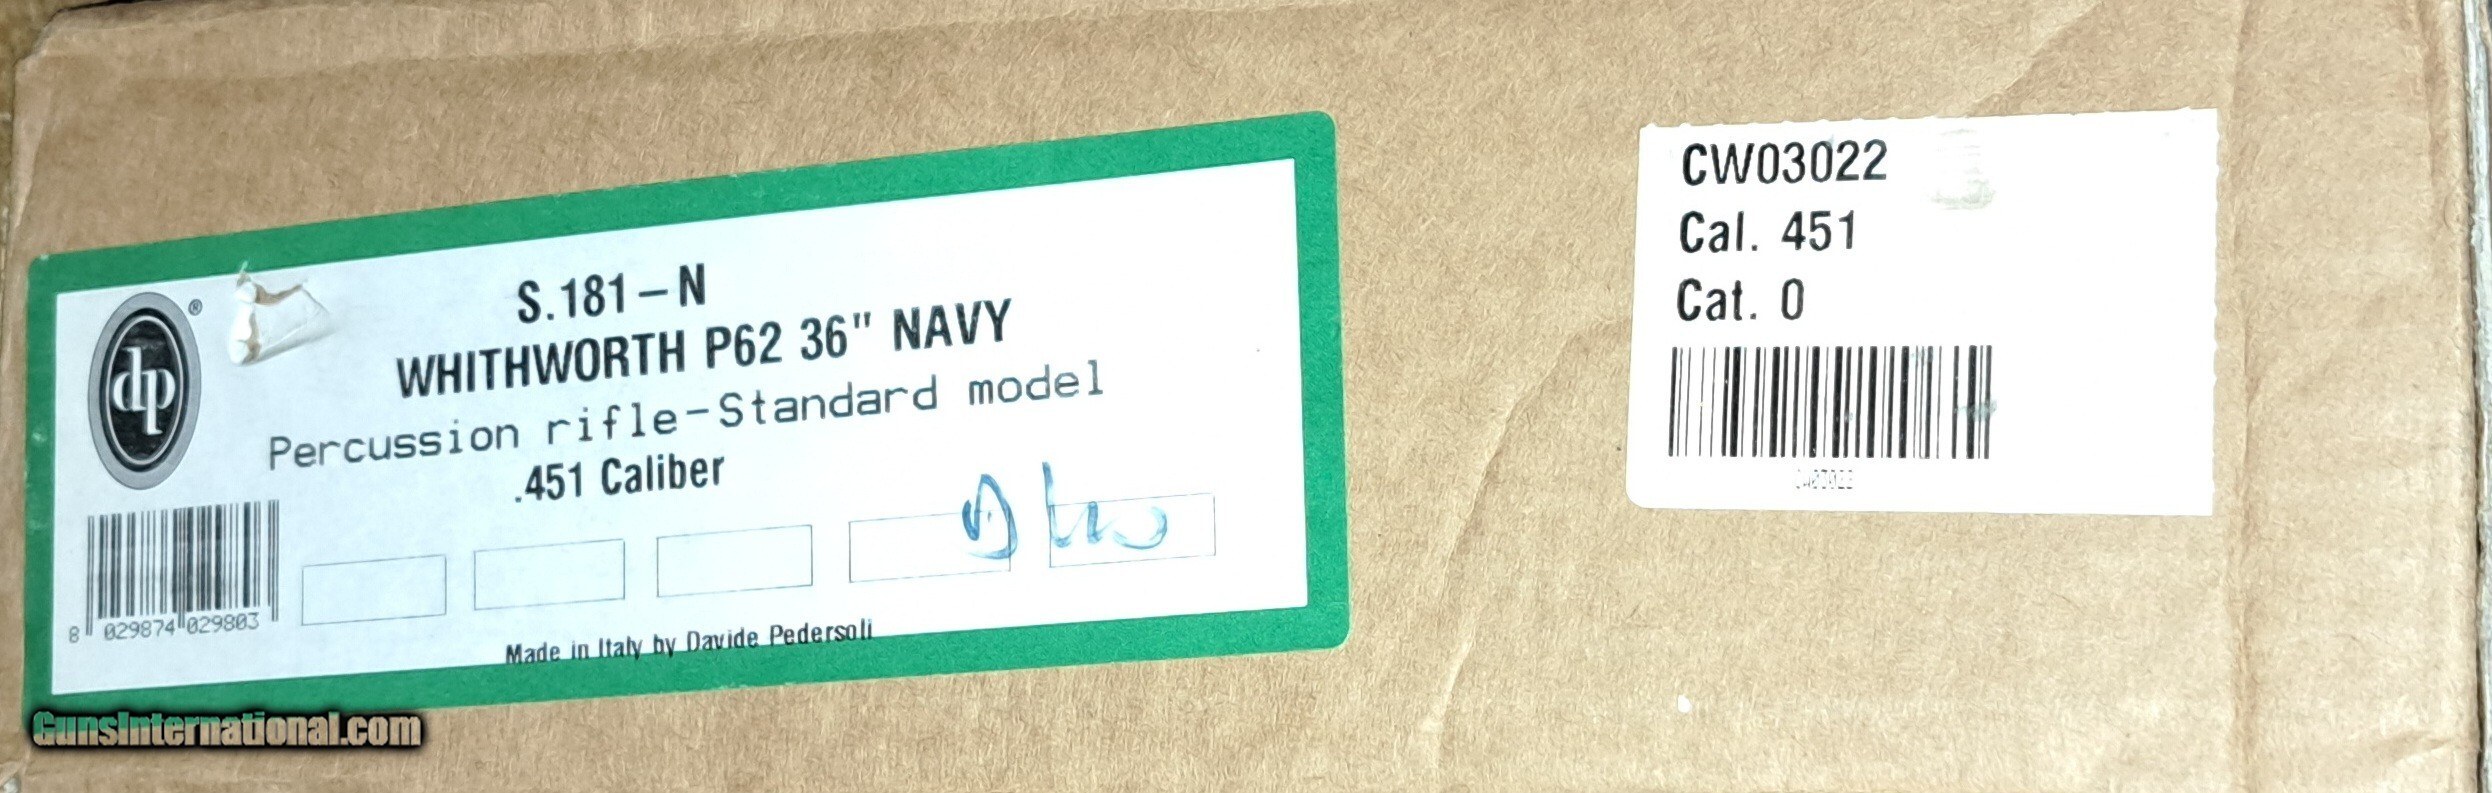 dp ®
S.181-N
WHITHWORTH P62 36" NAVY
Percussion rifle-Standard model
.451 Caliber
8 029874 029803
Made in Italy by Davide Pedersoli
CW03022
Cal. 451
Cat. 0
CW03022
GunsInternational.com